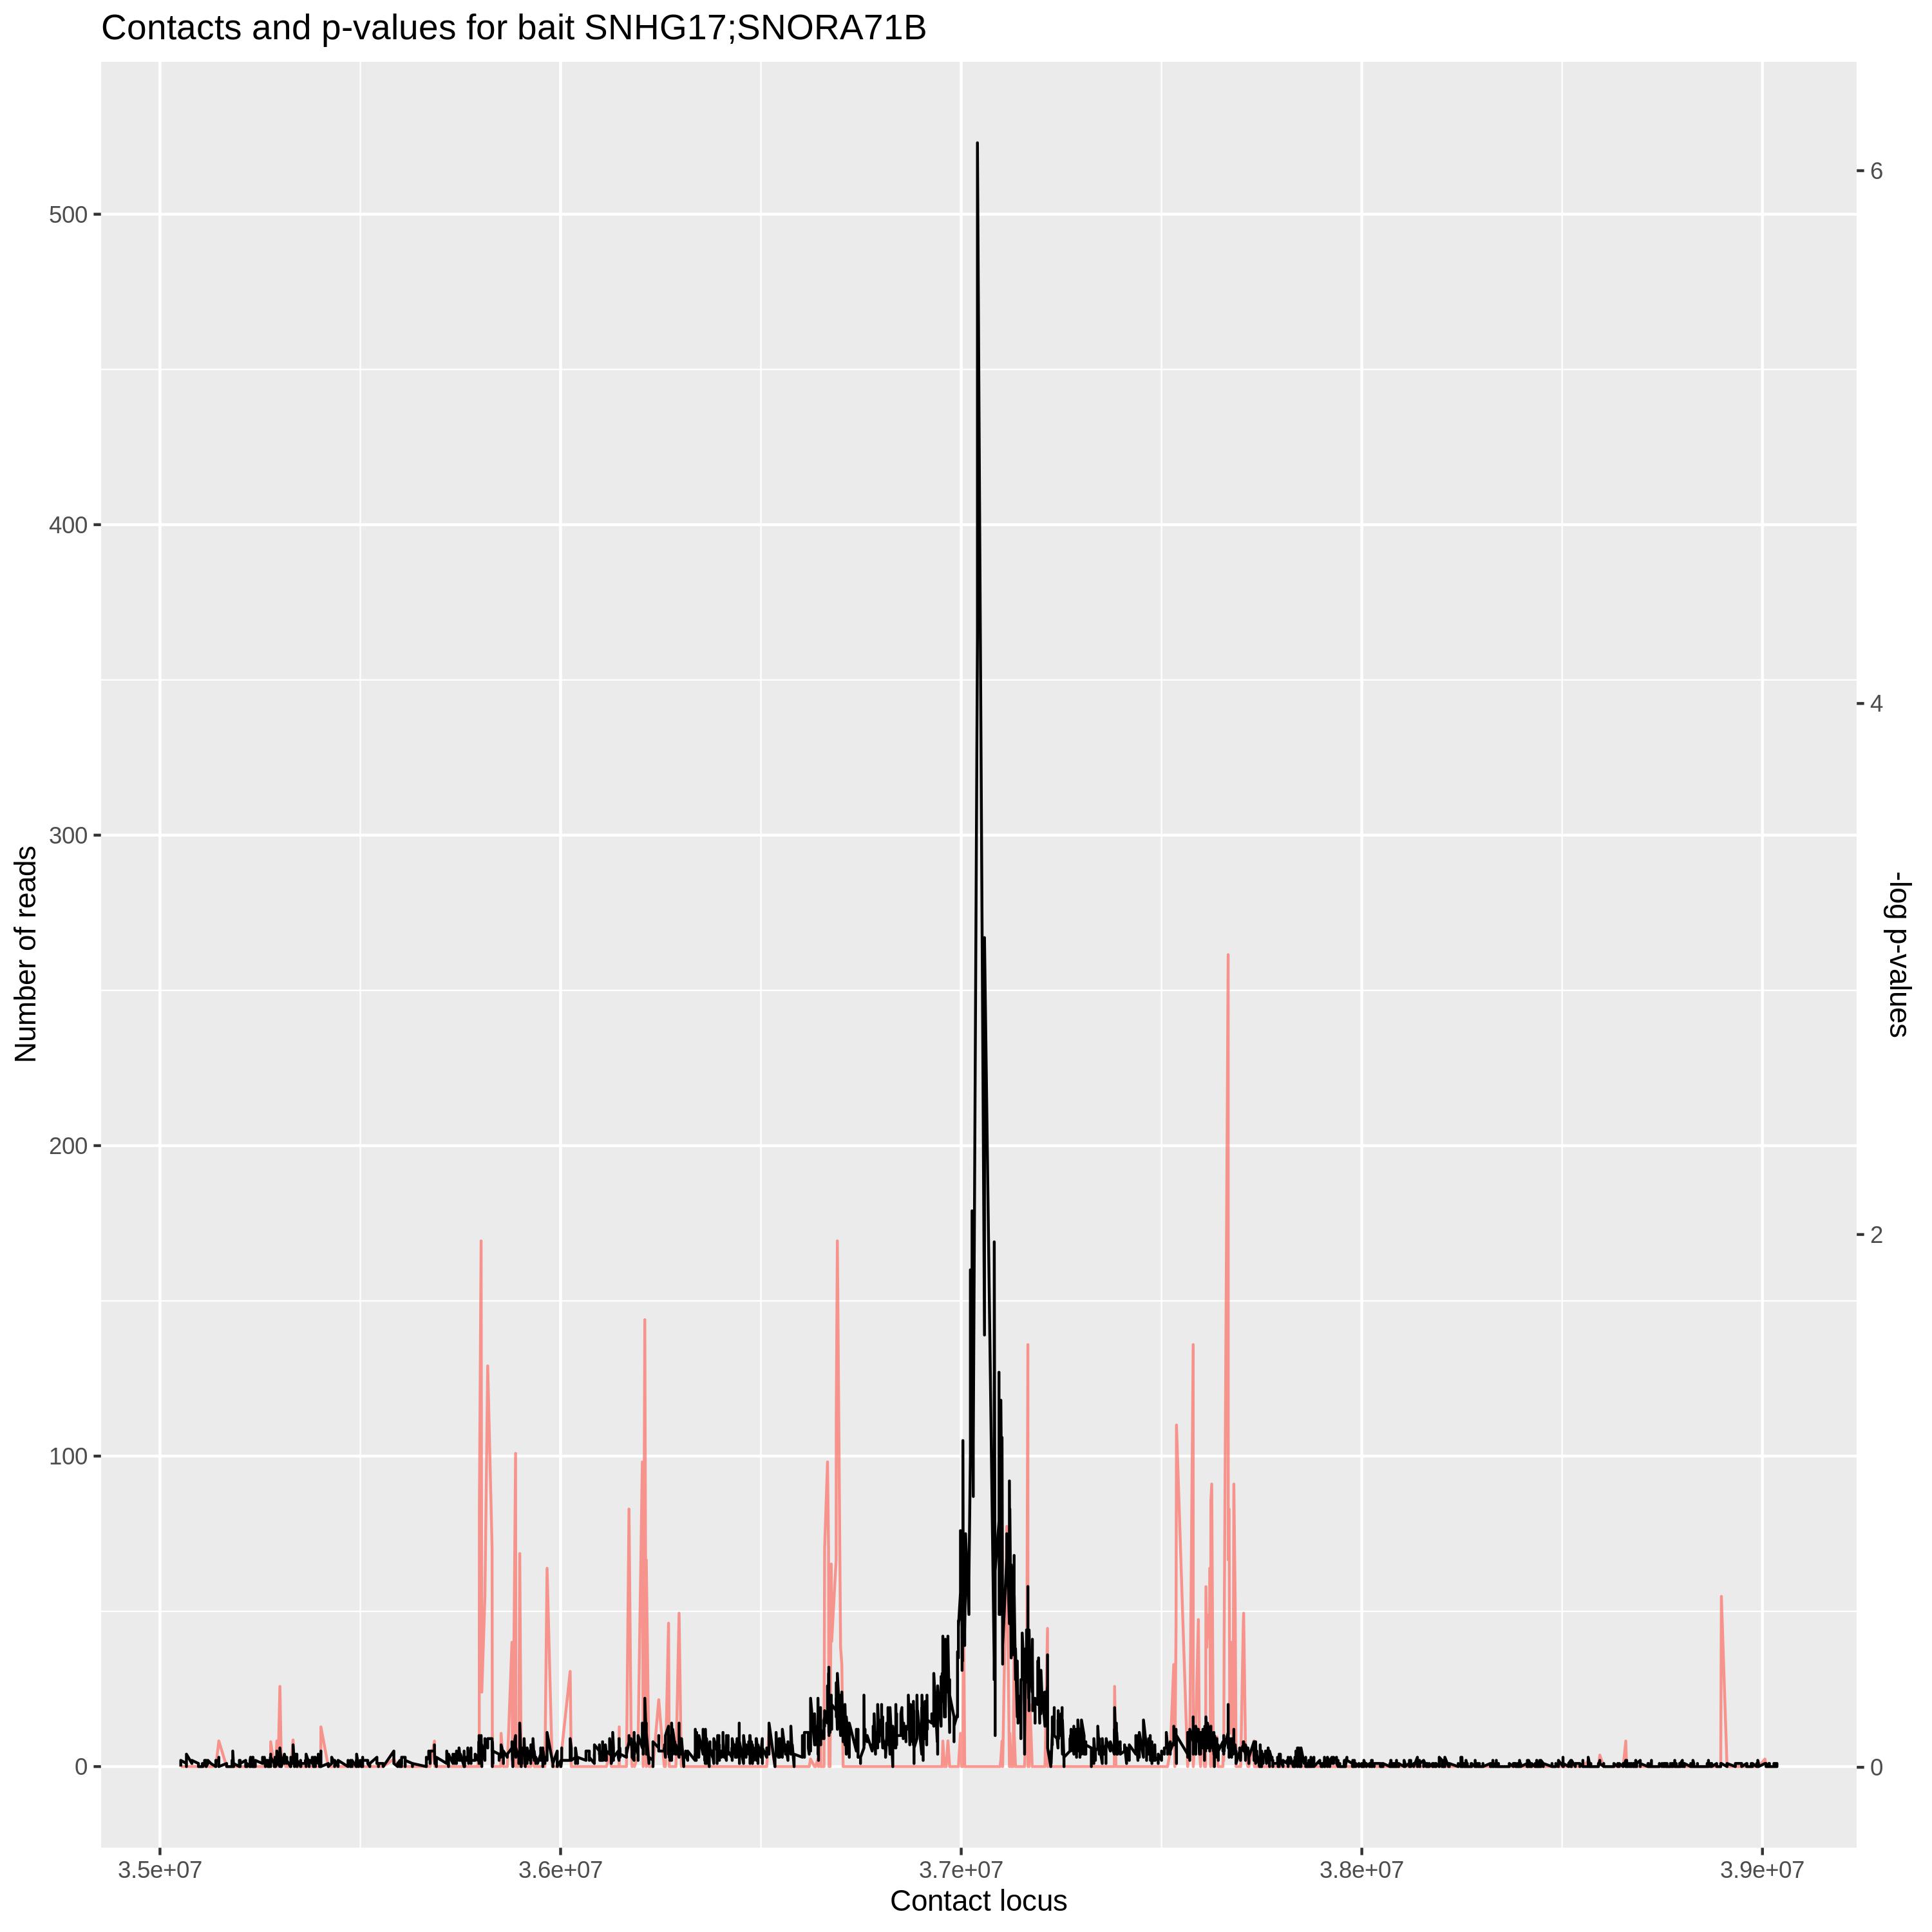 Contacts and p-values for bait SNHG17;SNORA71B
Number of reads
500
400
300
200
100
0
6
4
2
0
-log p-values
3.5e+07 3.6e+07 3.7e+07 3.8e+07 3.9e+07
Contact locus